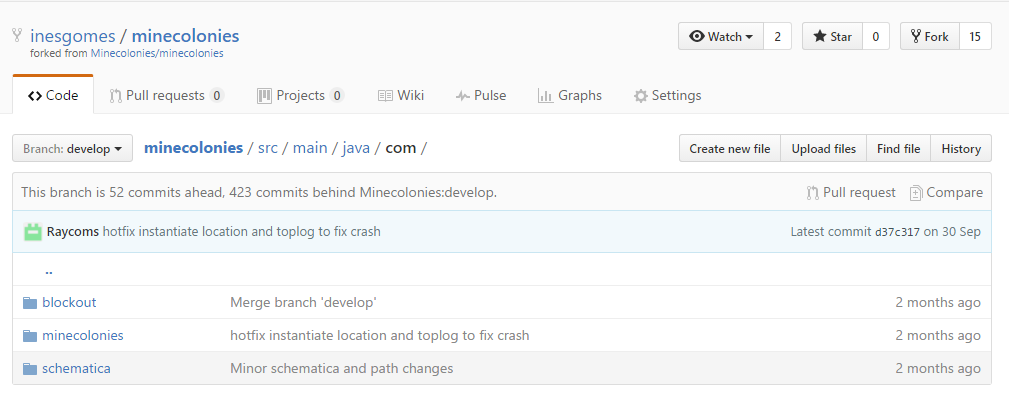 inesgomes / minecolonies
forked from Minecolonies/minecolonies
Watch 2 Star 0 Fork 15
Code Pull requests 0 Projects 0 Wiki Pulse Graphs Settings
Branch: develop minecolonies / src / main / java / com / Create new file Upload files Find file History
This branch is 52 commits ahead, 423 commits behind Minecolonies:develop. Pull request Compare
Raycoms hotfix instantiate location and toplog to fix crash Latest commit d37c317 on 30 Sep
..
blockout Merge branch 'develop' 2 months ago
minecolonies hotfix instantiate location and toplog to fix crash 2 months ago
schematica Minor schematica and path changes 2 months ago